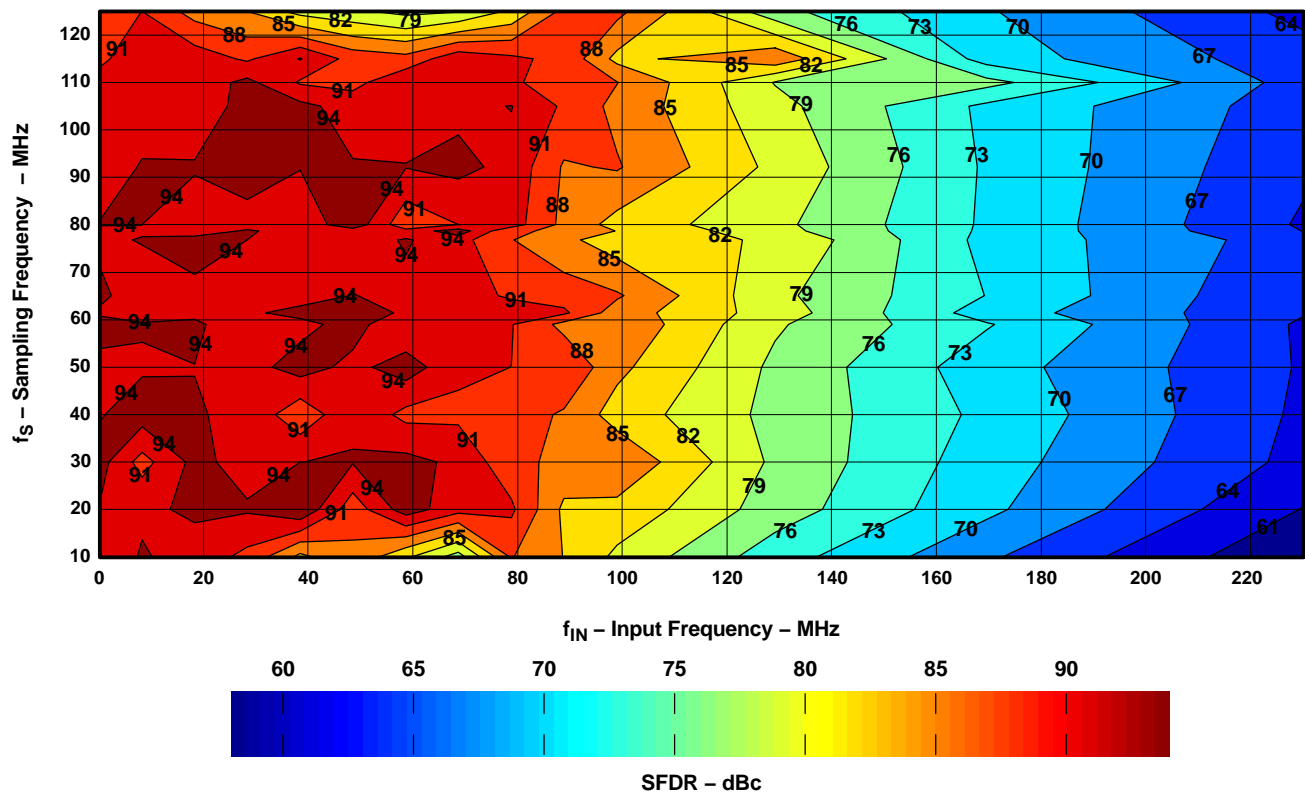 120
110
100
90
80
70
60
50
40
30
20
10
f_S – Sampling Frequency – MHz
91 88 85 82 79 88 76 73 70 64
67
85 82
91 94 85 79
91 76 73 70
94 94 91 88 67
94 94 94 94 82
85
94 91 79
94 94 94 88 76 73
94 94 70 67
91 91 85 82
94 91 94 94 79 64
91 85 76 73 70 61
0 20 40 60 80 100 120 140 160 180 200 220
f_IN – Input Frequency – MHz
60 65 70 75 80 85 90
SFDR – dBc